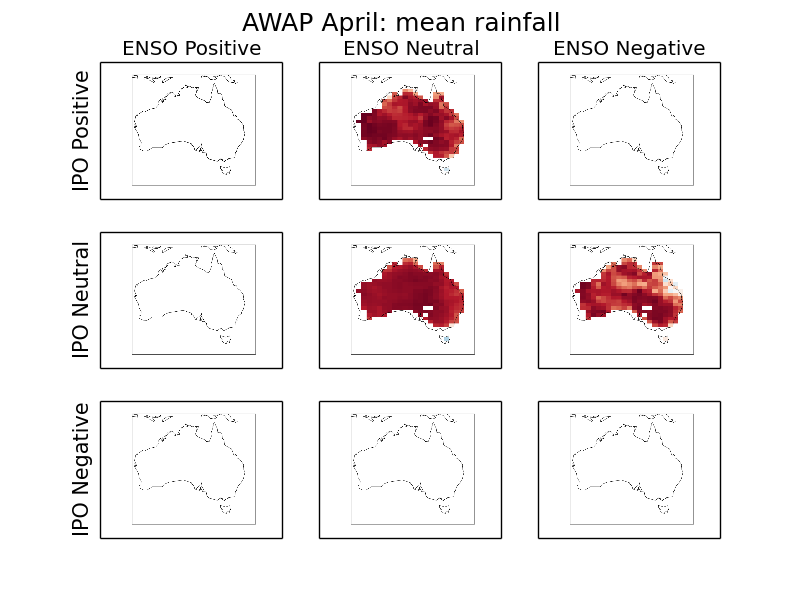 AWAP April: mean rainfall
ENSO Positive
ENSO Neutral
ENSO Negative
IPO Positive
IPO Neutral
IPO Negative